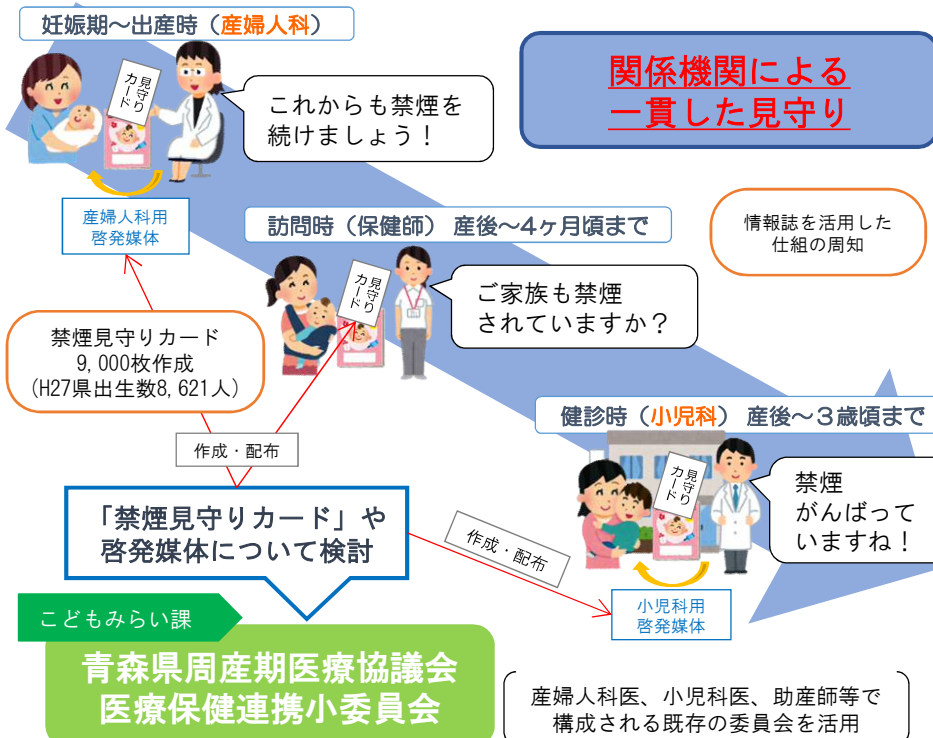 妊娠期～出産時（産婦人科）
見守り
カード
これからも禁煙を
続けましょう！
関係機関による
一貫した見守り
産婦人科用
啓発媒体
訪問時（保健師） 産後～4ヶ月頃まで
情報誌を活用した
仕組の周知
見守り
カード
ご家族も禁煙
されていますか？
禁煙見守りカード
9,000枚作成
（H27県出生数8,621人）
健診時（小児科） 産後～３歳頃まで
作成・配布
見守り
カード
禁煙
がんばって
いますね！
「禁煙見守りカード」や
啓発媒体について検討
作成・配布
小児科用
啓発媒体
こどもみらい課
青森県周産期医療協議会
医療保健連携小委員会
産婦人科医、小児科医、助産師等で
構成される既存の委員会を活用